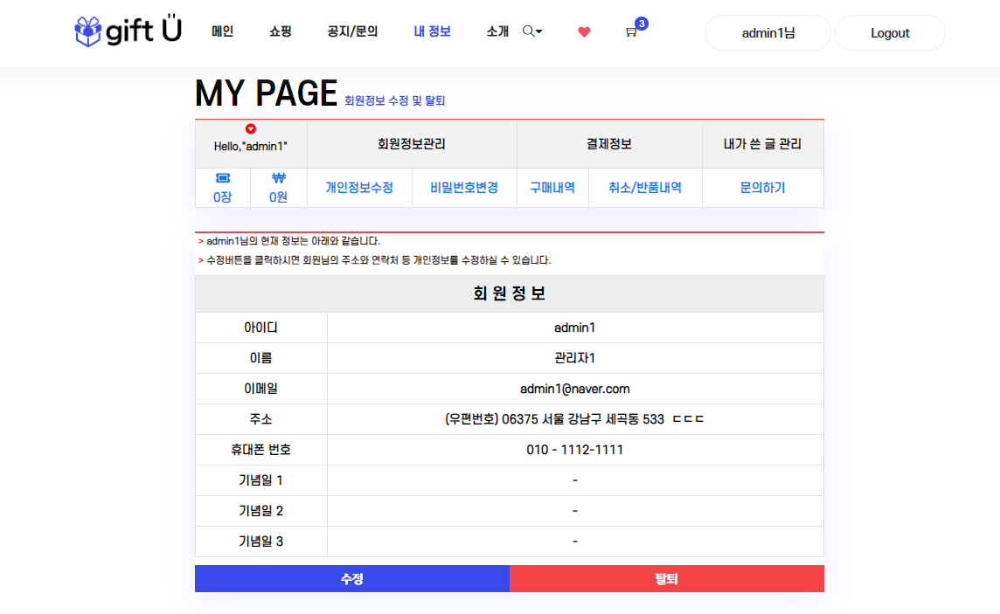 gift Ü 메인 쇼핑 공지/문의 내 정보 소개 3 admin1님 Logout
MY PAGE 회원정보 수정 및 탈퇴
Hello,"admin1" 회원정보관리 결제정보 내가 쓴 글 관리
0장 0원 개인정보수정 비밀번호변경 구매내역 취소/반품내역 문의하기
> admin1님의 현재 정보는 아래와 같습니다.
> 수정버튼을 클릭하시면 회원님의 주소와 연락처 등 개인정보를 수정하실 수 있습니다.
회 원 정 보
아이디 admin1
이름 관리자1
이메일 admin1@naver.com
주소 (우편번호) 06375 서울 강남구 세곡동 533 ㄷㄷㄷ
휴대폰 번호 010 - 1112-1111
기념일 1 -
기념일 2 -
기념일 3 -
수정 탈퇴